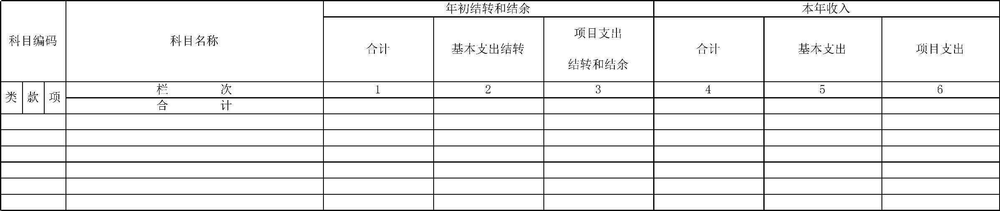 科目编码
科目名称
年初结转和结余
本年收入
合计
基本支出结转
项目支出
结转和结余
合计
基本支出
项目支出
类 款 项
栏 次
1
2
3
4
5
6
合 计